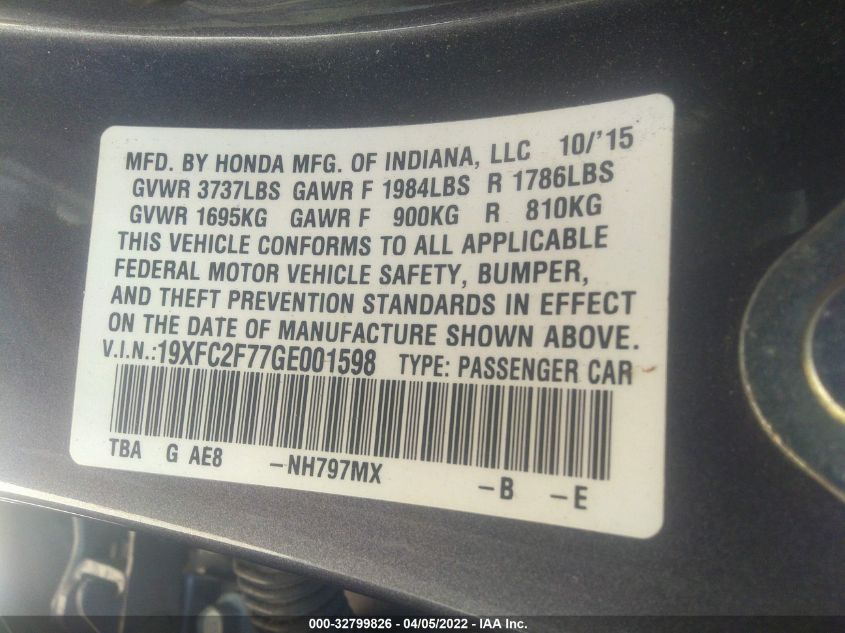 MFD. BY HONDA MFG. OF INDIANA, LLC 10/'15
GVWR 3737LBS GAWR F 1984LBS R 1786LBS
GVWR 1695KG GAWR F 900KG R 810KG
THIS VEHICLE CONFORMS TO ALL APPLICABLE
FEDERAL MOTOR VEHICLE SAFETY, BUMPER,
AND THEFT PREVENTION STANDARDS IN EFFECT
ON THE DATE OF MANUFACTURE SHOWN ABOVE.
V.I.N.:19XFC2F77GE001598 TYPE: PASSENGER CAR
TBA G AE8 -NH797MX -B -E
000-32799826 - 04/05/2022 - IAA Inc.